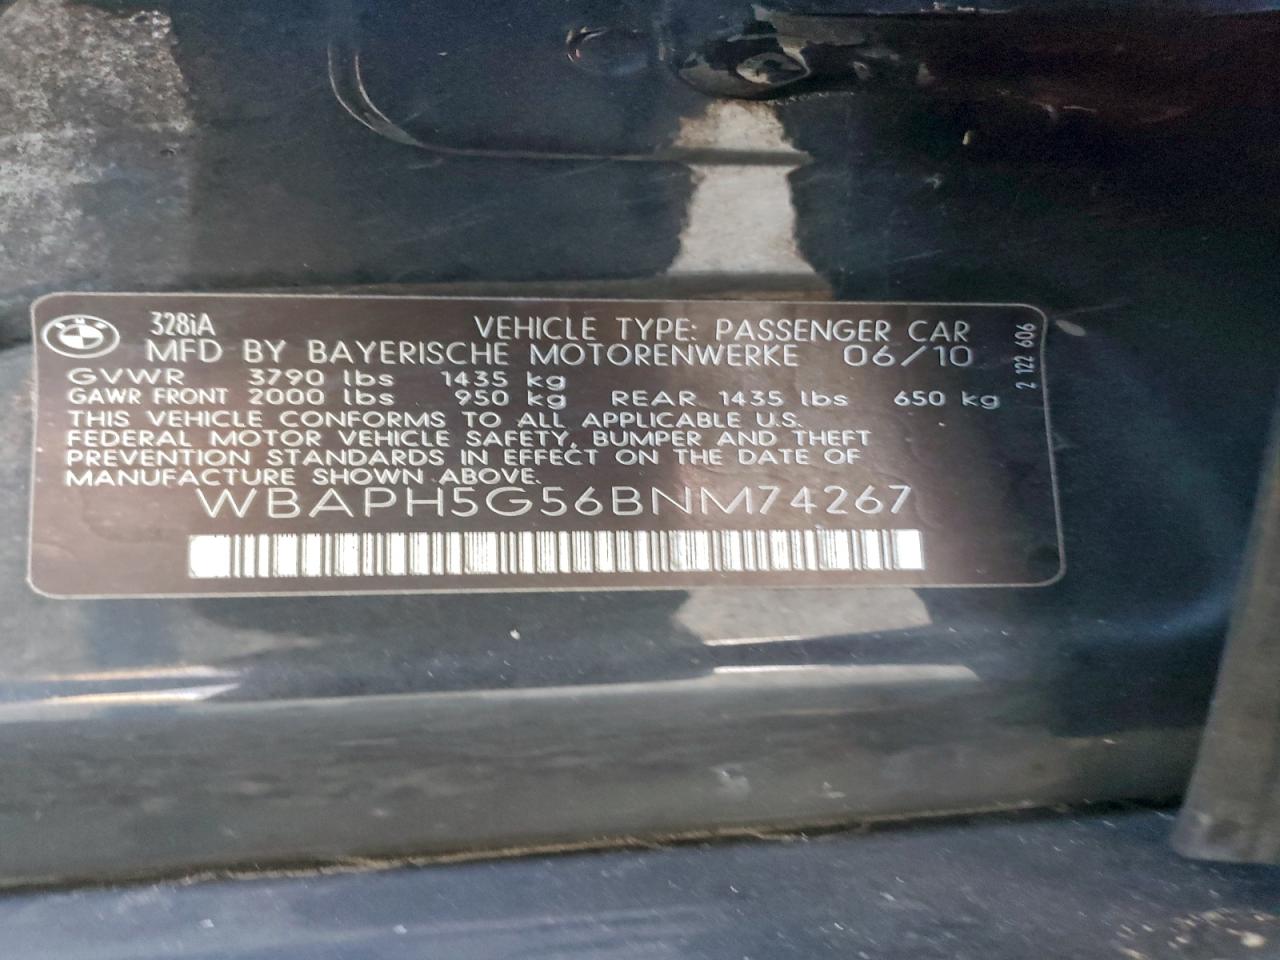 328iA VEHICLE TYPE: PASSENGER CAR
MFD BY BAYERISCHE MOTORENWERKE 06/10
GVWR 3790 lbs 1435 kg
GAWR FRONT 2000 lbs 950 kg REAR 1435 lbs 650 kg
THIS VEHICLE CONFORMS TO ALL APPLICABLE U.S.
FEDERAL MOTOR VEHICLE SAFETY, BUMPER AND THEFT
PREVENTION STANDARDS IN EFFECT ON THE DATE OF
MANUFACTURE SHOWN ABOVE.
WBAPH5G56BNM74267
2 122 606